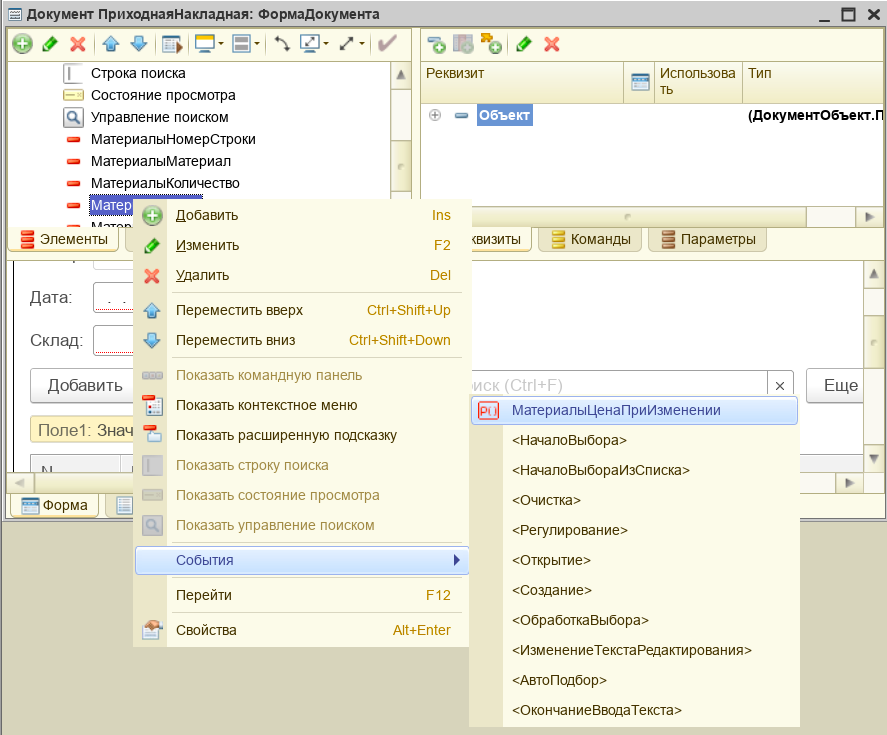 Документ ПриходнаяНакладная: ФормаДокумента
Строка поиска
Состояние просмотра
Управление поиском
МатериалыНомерСтроки
МатериалыМатериал
МатериалыКоличество
Матер
Реквизит
Использова
ть
Тип
Объект
(ДокументОбъект.П
Элементы
квизиты
Команды
Параметры
Дата: . .
Склад:
Добавить
иск (Ctrl+F)
×
Еще
Поле1: Знач
N
Форма
Добавить Ins
Изменить F2
Удалить Del
Переместить вверх Ctrl+Shift+Up
Переместить вниз Ctrl+Shift+Down
Показать командную панель
Показать контекстное меню
Показать расширенную подсказку
Показать строку поиска
Показать состояние просмотра
Показать управление поиском
События
Перейти F12
Свойства Alt+Enter
МатериалыЦенаПриИзменении
<НачалоВыбора>
<НачалоВыбораИзСписка>
<Очистка>
<Регулирование>
<Открытие>
<Создание>
<ОбработкаВыбора>
<ИзменениеТекстаРедактирования>
<АвтоПодбор>
<ОкончаниеВводаТекста>